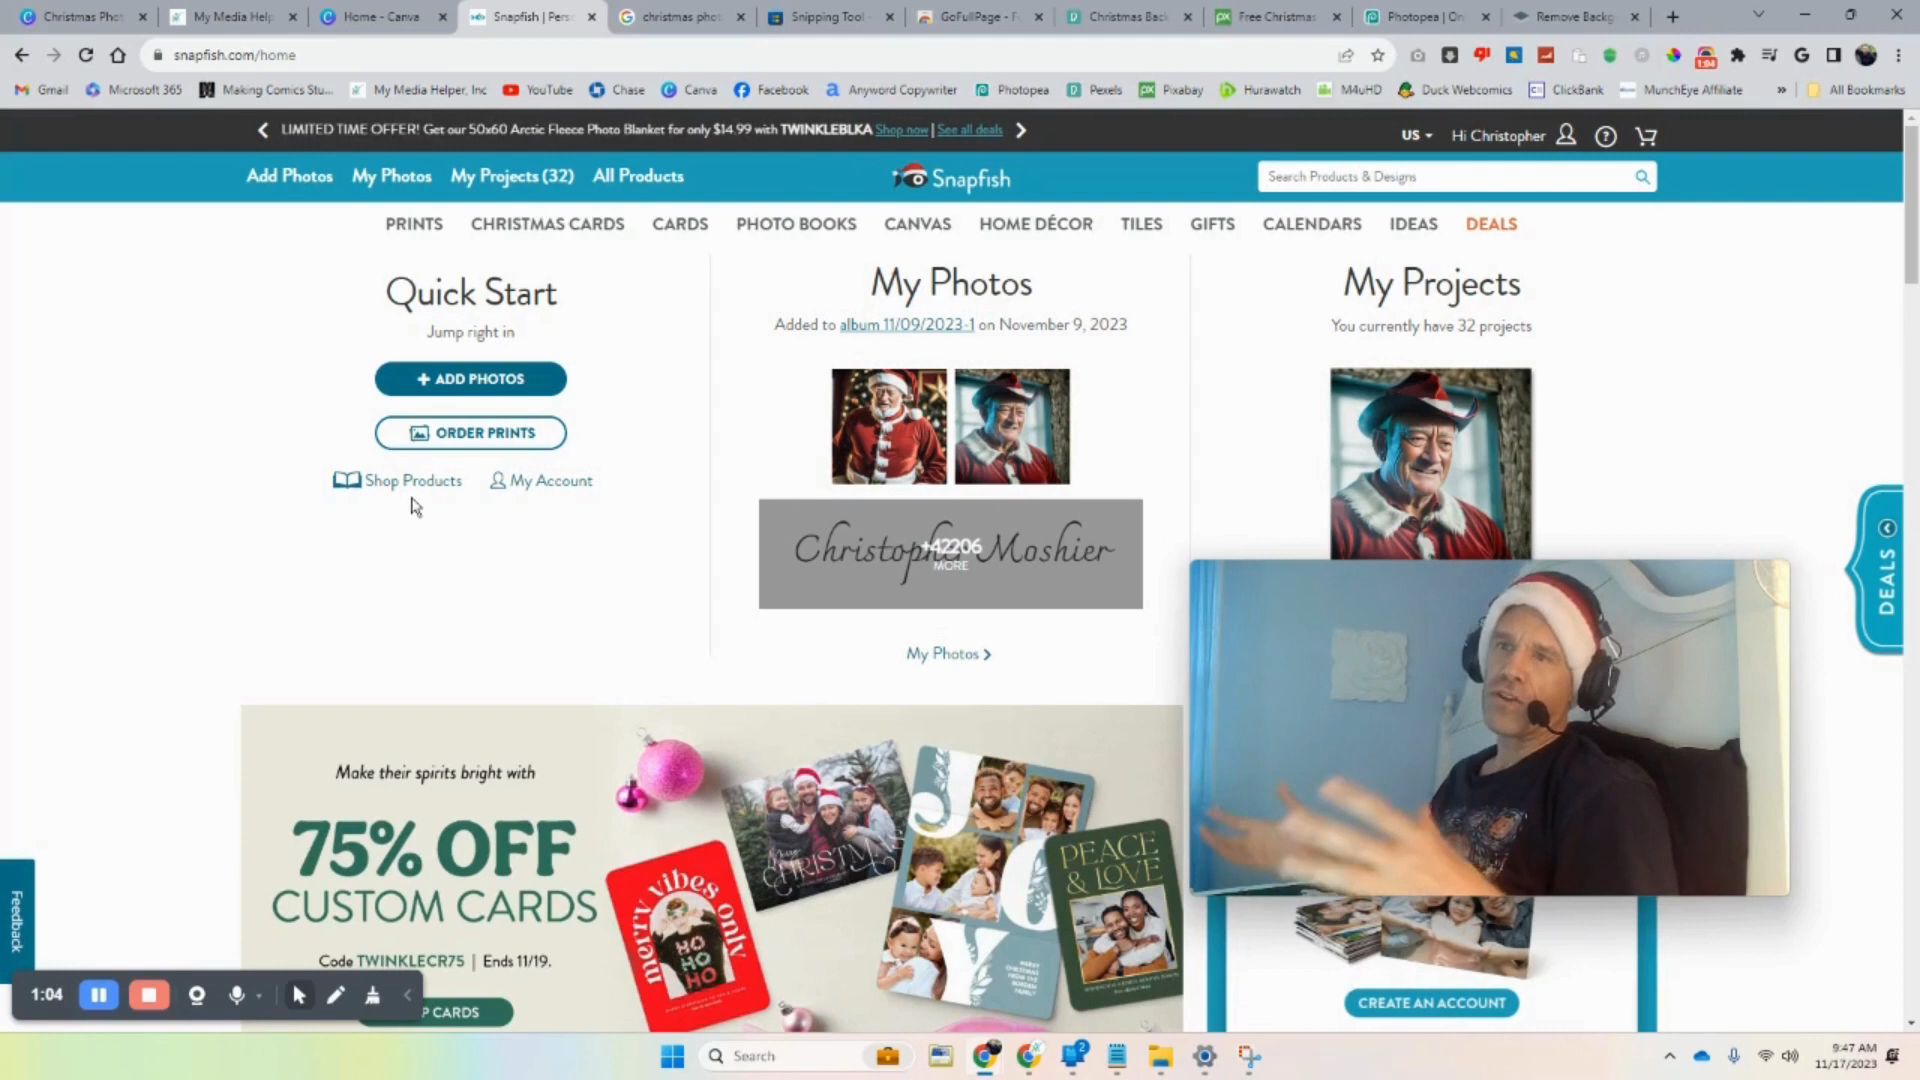 Christmas Phot
My Media Help
Home - Canva
Snapfish | Pers
christmas phot
Snipping Tool -
GoFullPage - F
Christmas Back
Free Christmas
Photopea | On
Remove Backg
snapfish.com/home
1:04
Gmail
Microsoft 365
Making Comics Stu...
My Media Helper, Inc
YouTube
Chase
Canva
Facebook
Anyword Copywriter
Photopea
Pexels
Pixabay
Hurawatch
M4uHD
Duck Webcomics
ClickBank
MunchEye Affiliate
»
All Bookmarks
LIMITED TIME OFFER! Get our 50x60 Arctic Fleece Photo Blanket for only $14.99 with TWINKLEBLKA Shop now | See all deals
US
Hi Christopher
Add Photos
My Photos
My Projects (32)
All Products
Snapfish
Search Products & Designs
PRINTS
CHRISTMAS CARDS
CARDS
PHOTO BOOKS
CANVAS
HOME DÉCOR
TILES
GIFTS
CALENDARS
IDEAS
DEALS
Quick Start
Jump right in
+ ADD PHOTOS
ORDER PRINTS
Shop Products
My Account
My Photos
Added to album 11/09/2023-1 on November 9, 2023
Christophe Moshier
+42206
MORE
My Photos >
My Projects
You currently have 32 projects
DEALS
Make their spirits bright with
75% OFF
CUSTOM CARDS
Code TWINKLECR75 | Ends 11/19.
P CARDS
merry vibes only
HO
HO
HO
CHRISTMAS
JOY
PEACE
& LOVE
CREATE AN ACCOUNT
Feedback
1:04
Search
2
9:47 AM
11/17/2023